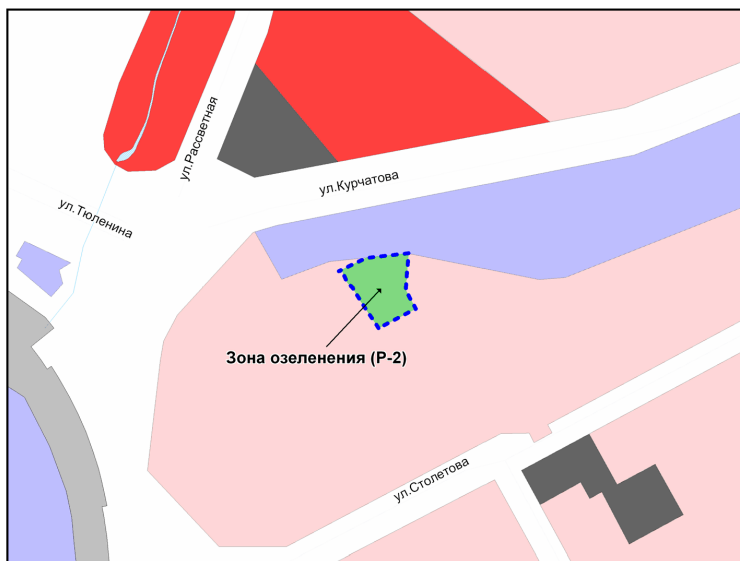 ул.Рассветная
ул.Курчатова
ул.Тюленина
Зона озеленения (Р-2)
ул.Столетова